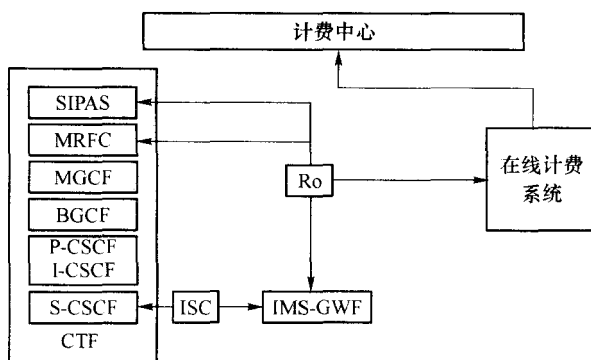 计费中心
SIPAS
MRFC
MGCF
BGCF
P-CSCF
I-CSCF
S-CSCF
CTF
Ro
ISC
IMS-GWF
在线计费
系统